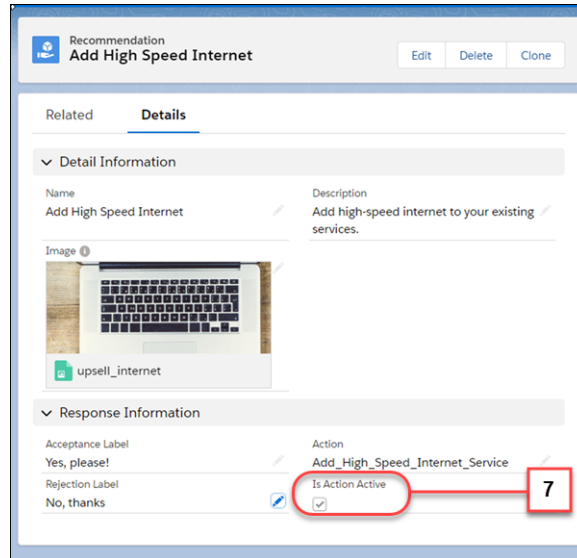 Recommendation
Add High Speed Internet
Edit
Delete
Clone
Related
Details
Detail Information
Name
Add High Speed Internet
Description
Add high-speed internet to your existing
services.
Image
upsell_internet
Response Information
Acceptance Label
Yes, please!
Action
Add_High_Speed_Internet_Service
Rejection Label
No, thanks
Is Action Active
7